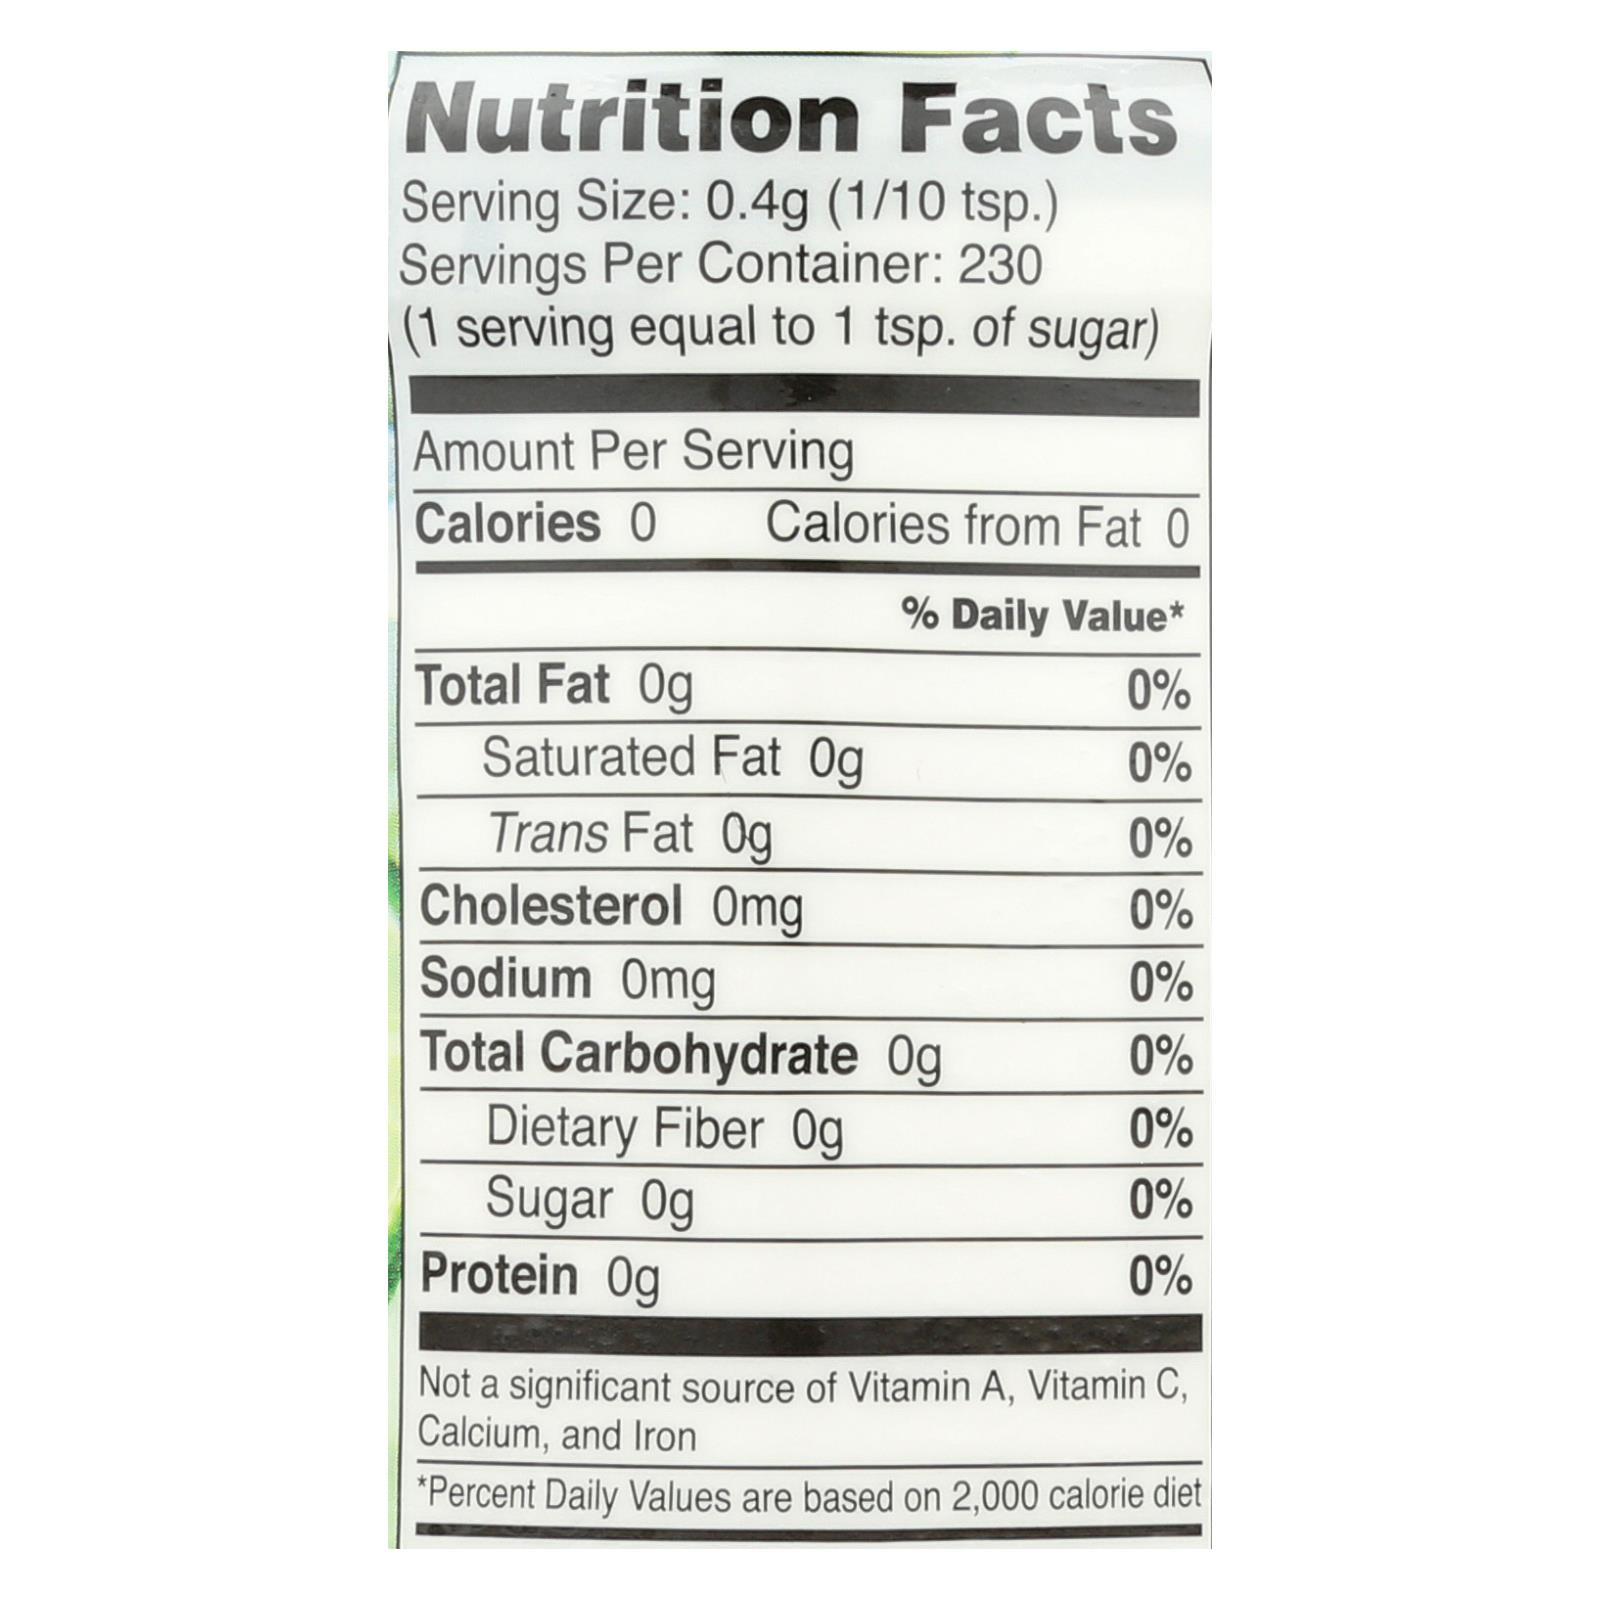 Nutrition Facts
Serving Size: 0.4g (1/10 tsp.)
Servings Per Container: 230
(1 serving equal to 1 tsp. of sugar)
Amount Per Serving
Calories 0 Calories from Fat 0
% Daily Value*
Total Fat 0g 0%
Saturated Fat 0g 0%
Trans Fat 0g 0%
Cholesterol 0mg 0%
Sodium 0mg 0%
Total Carbohydrate 0g 0%
Dietary Fiber 0g 0%
Sugar 0g 0%
Protein 0g 0%
Not a significant source of Vitamin A, Vitamin C,
Calcium, and Iron
*Percent Daily Values are based on 2,000 calorie diet